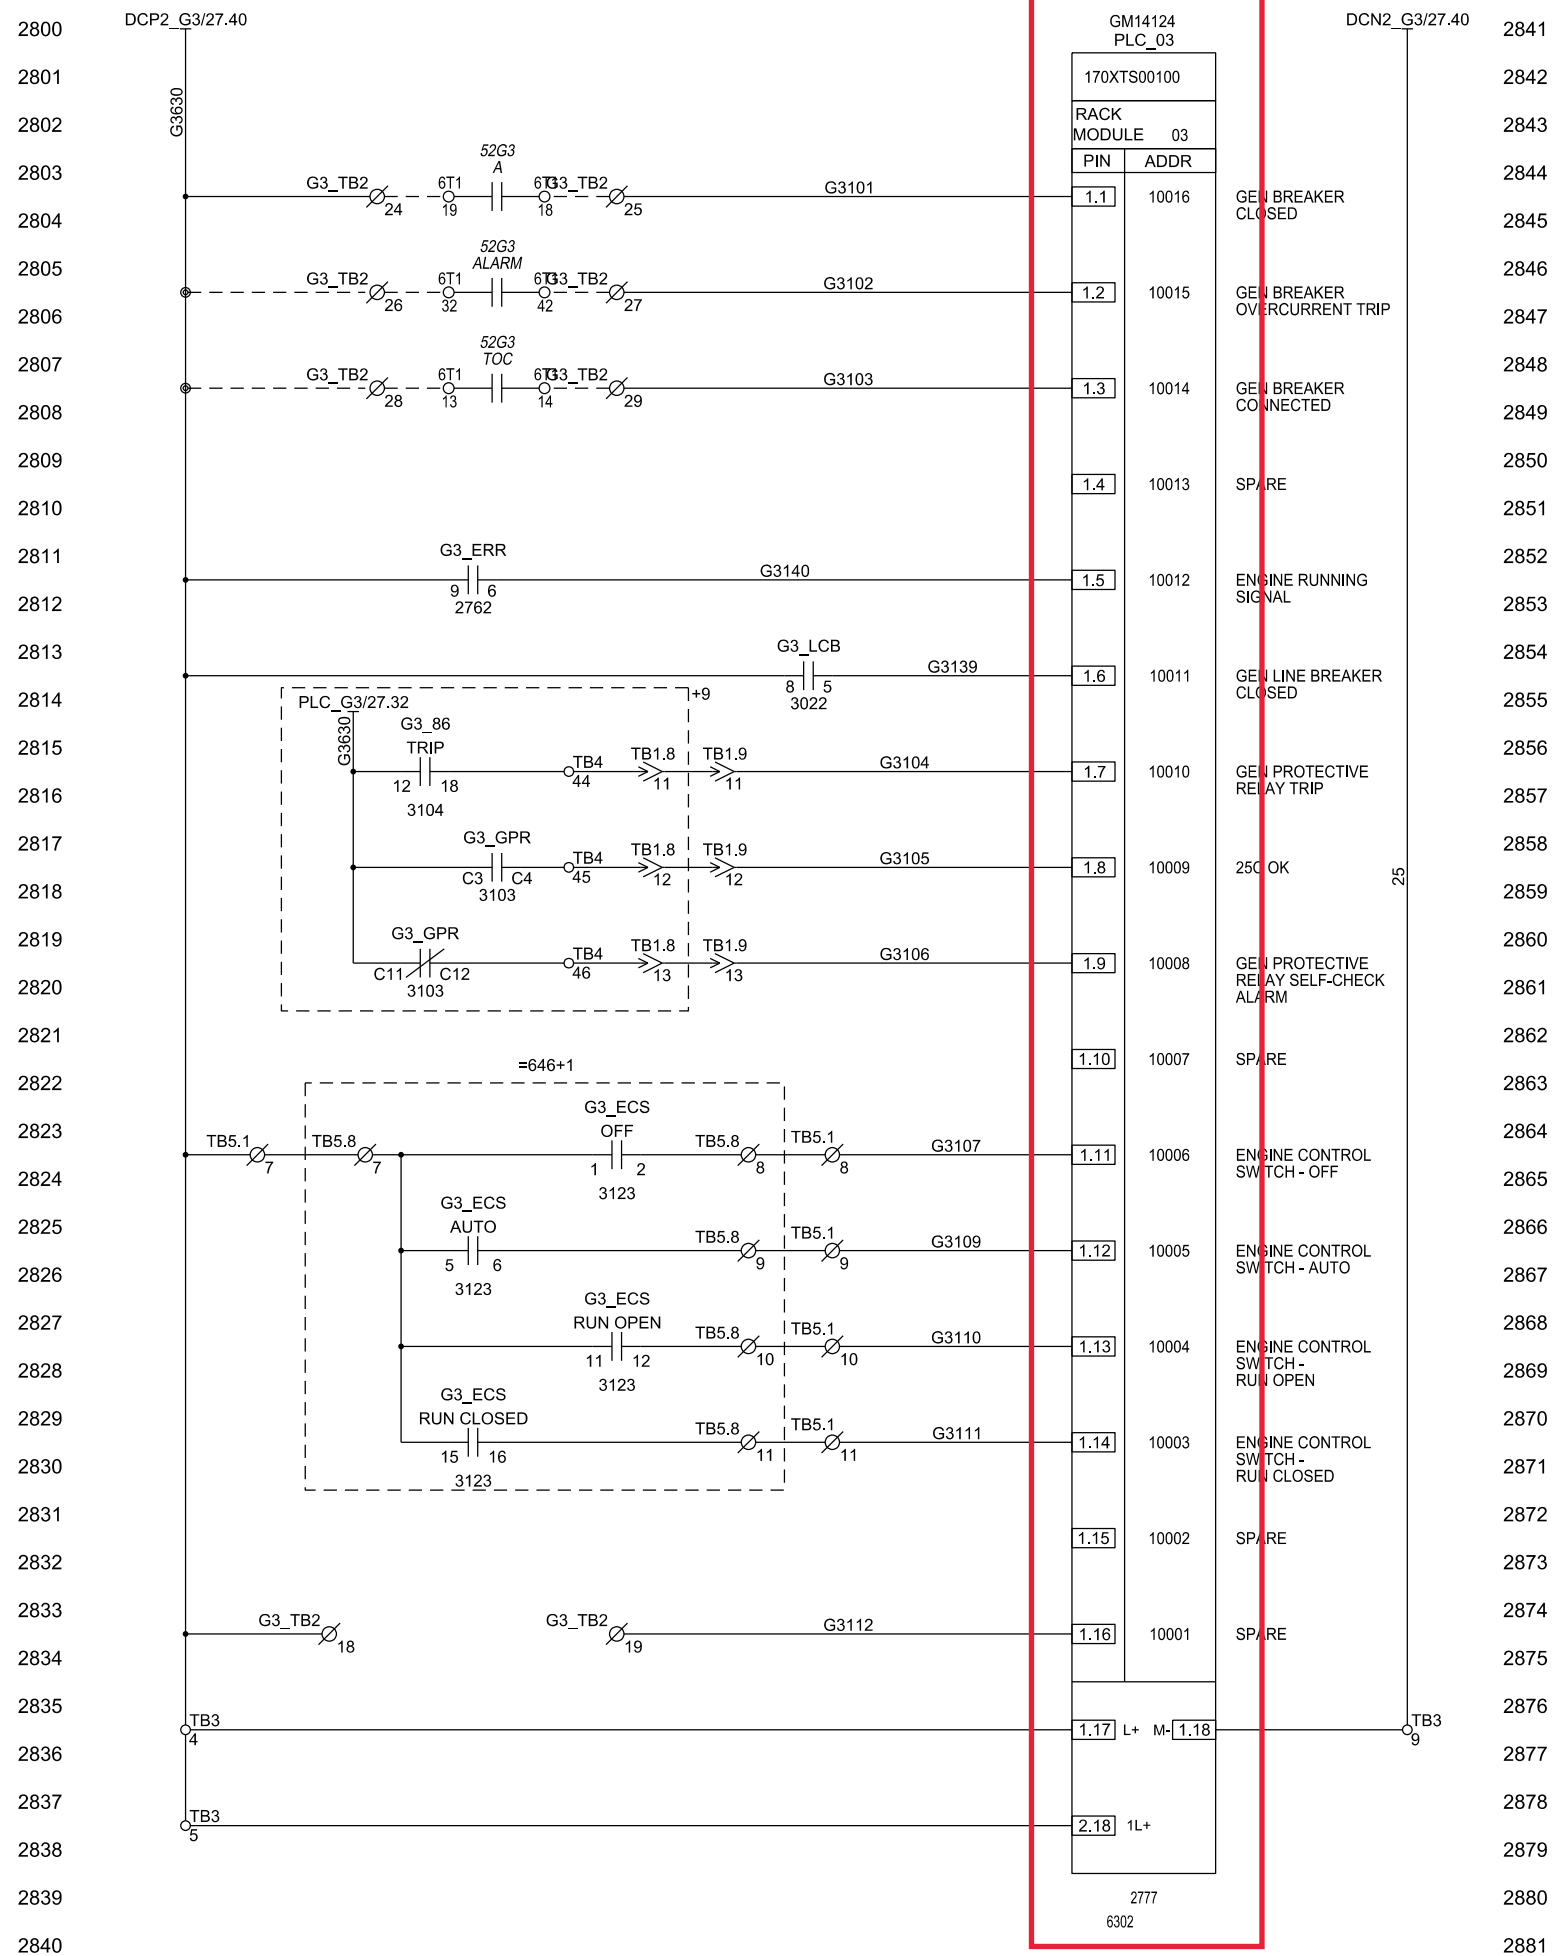 DCP2_G3/27.40
GM14124
PLC_03
DCN2_G3/27.40
2800
2841
2801
170XTS00100
2842
G3630
2802
RACK
MODULE 03
2843
2803
52G3
A
PIN ADDR
2844
G3_TB2 24 6T1 19 6T1 18 G3_TB2 25 G3101 1.1 10016 GEN BREAKER
CLOSED
2804
2845
2805
52G3
ALARM
2846
G3_TB2 26 6T1 32 6T1 42 G3_TB2 27 G3102 1.2 10015 GEN BREAKER
OVERCURRENT TRIP
2806
2847
2807
52G3
TOC
2848
G3_TB2 28 6T1 13 6T1 14 G3_TB2 29 G3103 1.3 10014 GEN BREAKER
CONNECTED
2808
2849
2809
2850
1.4 10013 SPARE
2810
2851
2811
2852
G3_ERR
9 6
2762
G3140 1.5 10012 ENGINE RUNNING
SIGNAL
2812
2853
2813
2854
G3_LCB
8 5
3022
G3139 1.6 10011 GEN LINE BREAKER
CLOSED
2814
2855
+9
PLC_G3/27.32
G3630
2815
2856
G3_86
TRIP
12 18
3104
TB4 44 TB1.8 11 TB1.9 11 G3104 1.7 10010 GEN PROTECTIVE
RELAY TRIP
2816
2857
2817
2858
G3_GPR
C3 C4
3103
TB4 45 TB1.8 12 TB1.9 12 G3105 1.8 10009 25G OK
25
2818
2859
2819
2860
G3_GPR
C11 C12
3103
TB4 46 TB1.8 13 TB1.9 13 G3106 1.9 10008 GEN PROTECTIVE
RELAY SELF-CHECK
ALARM
2820
2861
2821
2862
1.10 10007 SPARE
=646+1
2822
2863
2823
2864
G3_ECS
OFF
TB5.1 7 TB5.8 7 1 2
3123
TB5.8 8 TB5.1 8 G3107 1.11 10006 ENGINE CONTROL
SWITCH - OFF
2824
2865
2825
2866
G3_ECS
AUTO
5 6
3123
TB5.8 9 TB5.1 9 G3109 1.12 10005 ENGINE CONTROL
SWITCH - AUTO
2826
2867
2827
2868
G3_ECS
RUN OPEN
11 12
3123
TB5.8 10 TB5.1 10 G3110 1.13 10004 ENGINE CONTROL
SWITCH -
RUN OPEN
2828
2869
2829
2870
G3_ECS
RUN CLOSED
15 16
3123
TB5.8 11 TB5.1 11 G3111 1.14 10003 ENGINE CONTROL
SWITCH -
RUN CLOSED
2830
2871
2831
2872
1.15 10002 SPARE
2832
2873
2833
2874
G3_TB2 18 G3_TB2 19 G3112 1.16 10001 SPARE
2834
2875
2835
2876
TB3 4 1.17 L+ M- 1.18 TB3 9
2836
2877
2837
2878
TB3 5 2.18 1L+
2838
2879
2839
2777
2880
6302
2840
2881